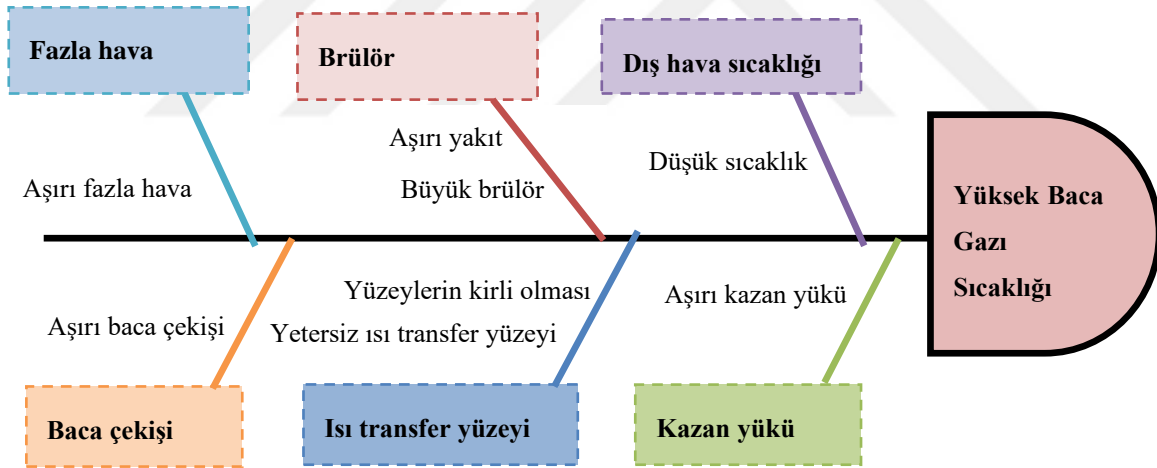 Fazla hava
Brülör
Dış hava sıcaklığı
Aşırı yakıt
Büyük brülör
Düşük sıcaklık
Aşırı fazla hava
Yüksek Baca
Gazı
Sıcaklığı
Yüzeylerin kirli olması
Yetersiz ısı transfer yüzeyi
Aşırı kazan yükü
Aşırı baca çekişi
Baca çekişi
Isı transfer yüzeyi
Kazan yükü